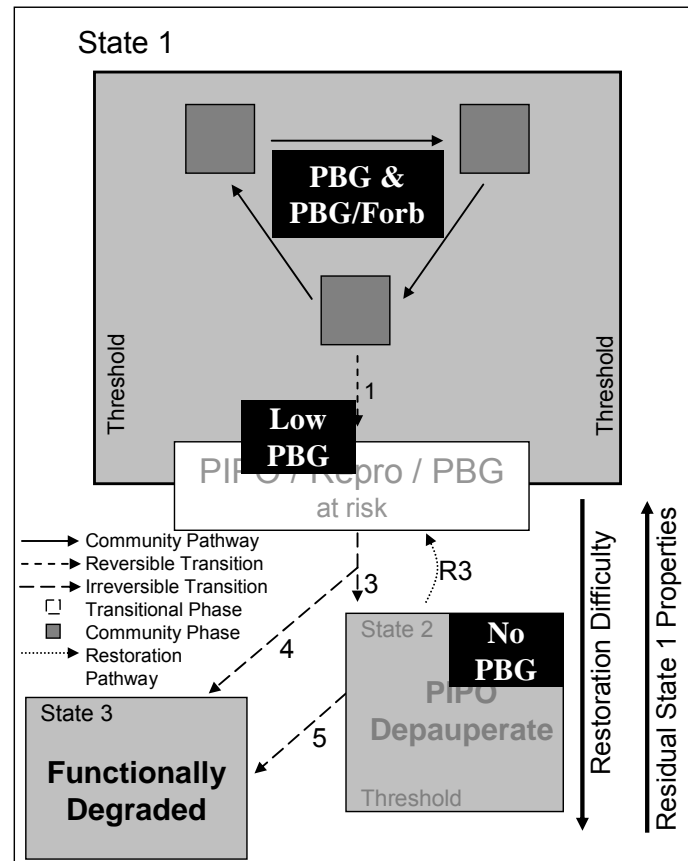 State 1
PBG &
PBG/Forb
Threshold
Threshold
1
Low
PBG
PIPO / Repro / PBG
at risk
Community Pathway
Reversible Transition
Irreversible Transition
Transitional Phase
Community Phase
Restoration
Pathway
3
R3
4
5
State 2
No
PBG
PIPO
Depauperate
Threshold
State 3
Functionally
Degraded
Restoration Difficulty
Residual State 1 Properties